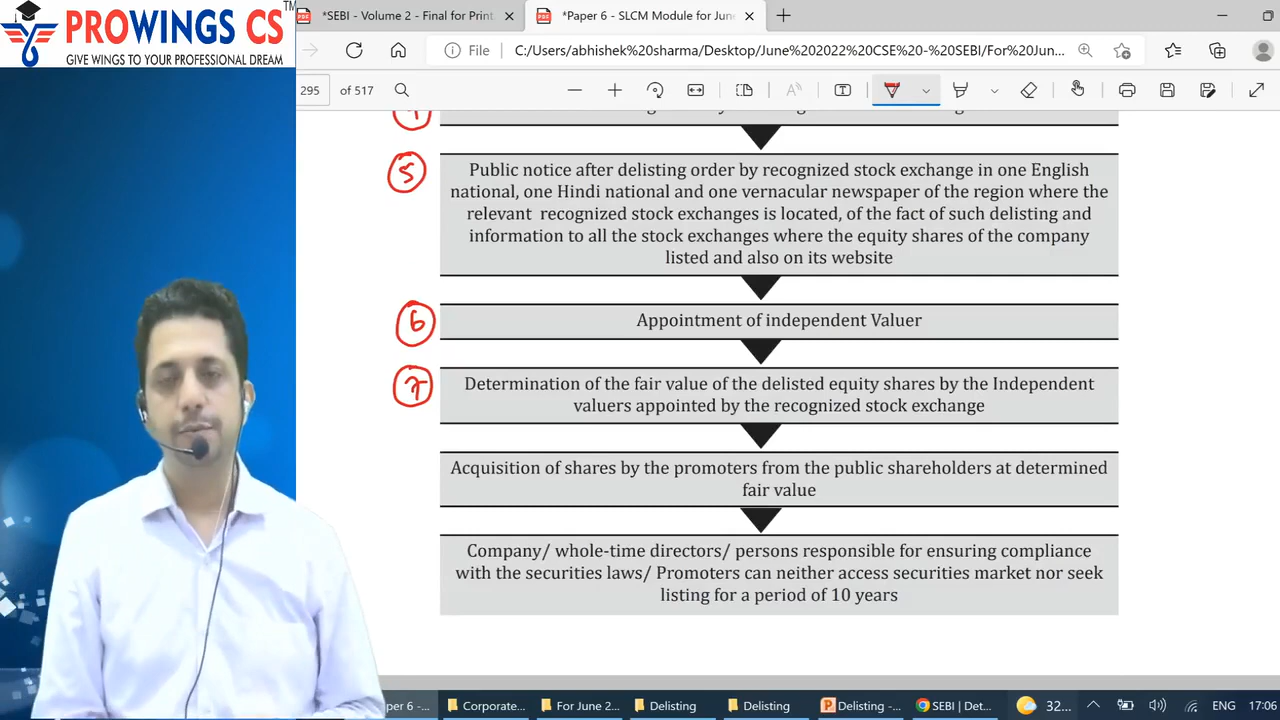 PROWINGS CS™
GIVE WINGS TO YOUR PROFESSIONAL DREAM
*SEBI - Volume 2 - Final for Print
*Paper 6 - SLCM Module for June
File
C:/Users/abhishek%20sharma/Desktop/June%202022%20CSE%20-%20SEBI/For%20Jun...
295 of 517
5
Public notice after delisting order by recognized stock exchange in one English
national, one Hindi national and one vernacular newspaper of the region where the
relevant recognized stock exchanges is located, of the fact of such delisting and
information to all the stock exchanges where the equity shares of the company
listed and also on its website
6
Appointment of independent Valuer
7
Determination of the fair value of the delisted equity shares by the Independent
valuers appointed by the recognized stock exchange
Acquisition of shares by the promoters from the public shareholders at determined
fair value
Company/ whole-time directors/ persons responsible for ensuring compliance
with the securities laws/ Promoters can neither access securities market nor seek
listing for a period of 10 years
per 6 -
Corporate...
For June 2...
Delisting
Delisting
Delisting -...
SEBI | Det...
32...
ENG
17:06